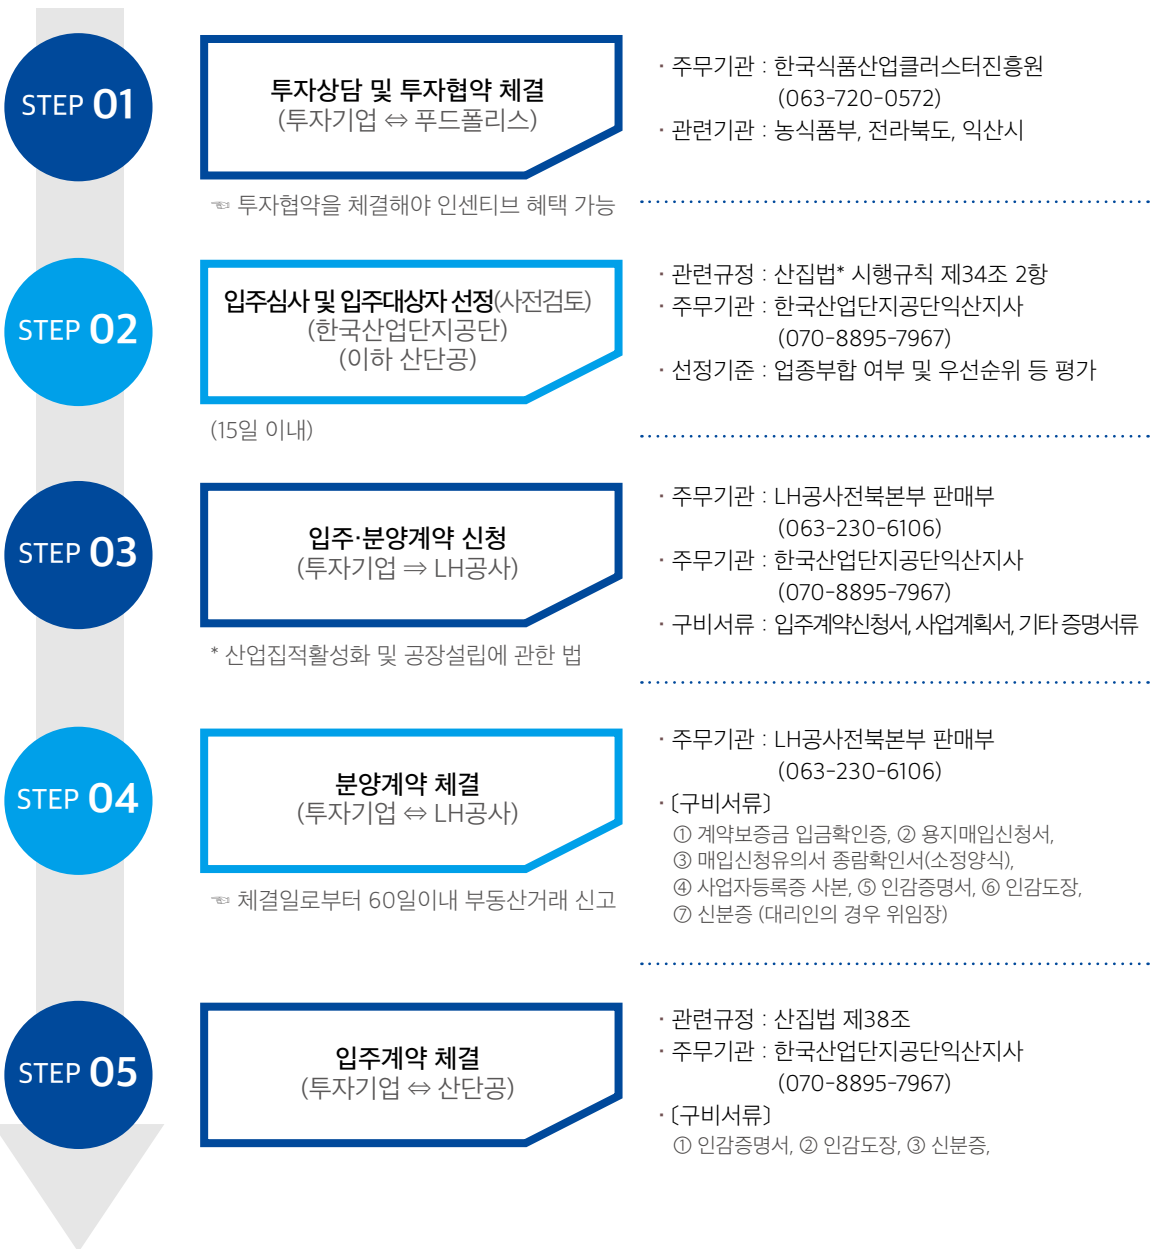 STEP 01
투자상담 및 투자협약 체결
(투자기업 ⇔ 푸드폴리스)
☜ 투자협약을 체결해야 인센티브 혜택 가능
· 주무기관 : 한국식품산업클러스터진흥원
(063-720-0572)
· 관련기관 : 농식품부, 전라북도, 익산시
STEP 02
입주심사 및 입주대상자 선정(사전검토)
(한국산업단지공단)
(이하 산단공)
(15일 이내)
· 관련규정 : 산집법* 시행규칙 제34조 2항
· 주무기관 : 한국산업단지공단익산지사
(070-8895-7967)
· 선정기준 : 업종부합 여부 및 우선순위 등 평가
STEP 03
입주·분양계약 신청
(투자기업 ⇒ LH공사)
* 산업집적활성화 및 공장설립에 관한 법
· 주무기관 : LH공사전북본부 판매부
(063-230-6106)
· 주무기관 : 한국산업단지공단익산지사
(070-8895-7967)
· 구비서류 : 입주계약신청서, 사업계획서, 기타 증명서류
STEP 04
분양계약 체결
(투자기업 ⇔ LH공사)
☜ 체결일로부터 60일이내 부동산거래 신고
· 주무기관 : LH공사전북본부 판매부
(063-230-6106)
· 〔구비서류〕
① 계약보증금 입금확인증, ② 용지매입신청서,
③ 매입신청유의서 종람확인서(소정양식),
④ 사업자등록증 사본, ⑤ 인감증명서, ⑥ 인감도장,
⑦ 신분증 (대리인의 경우 위임장)
STEP 05
입주계약 체결
(투자기업 ⇔ 산단공)
· 관련규정 : 산집법 제38조
· 주무기관 : 한국산업단지공단익산지사
(070-8895-7967)
· 〔구비서류〕
① 인감증명서, ② 인감도장, ③ 신분증,